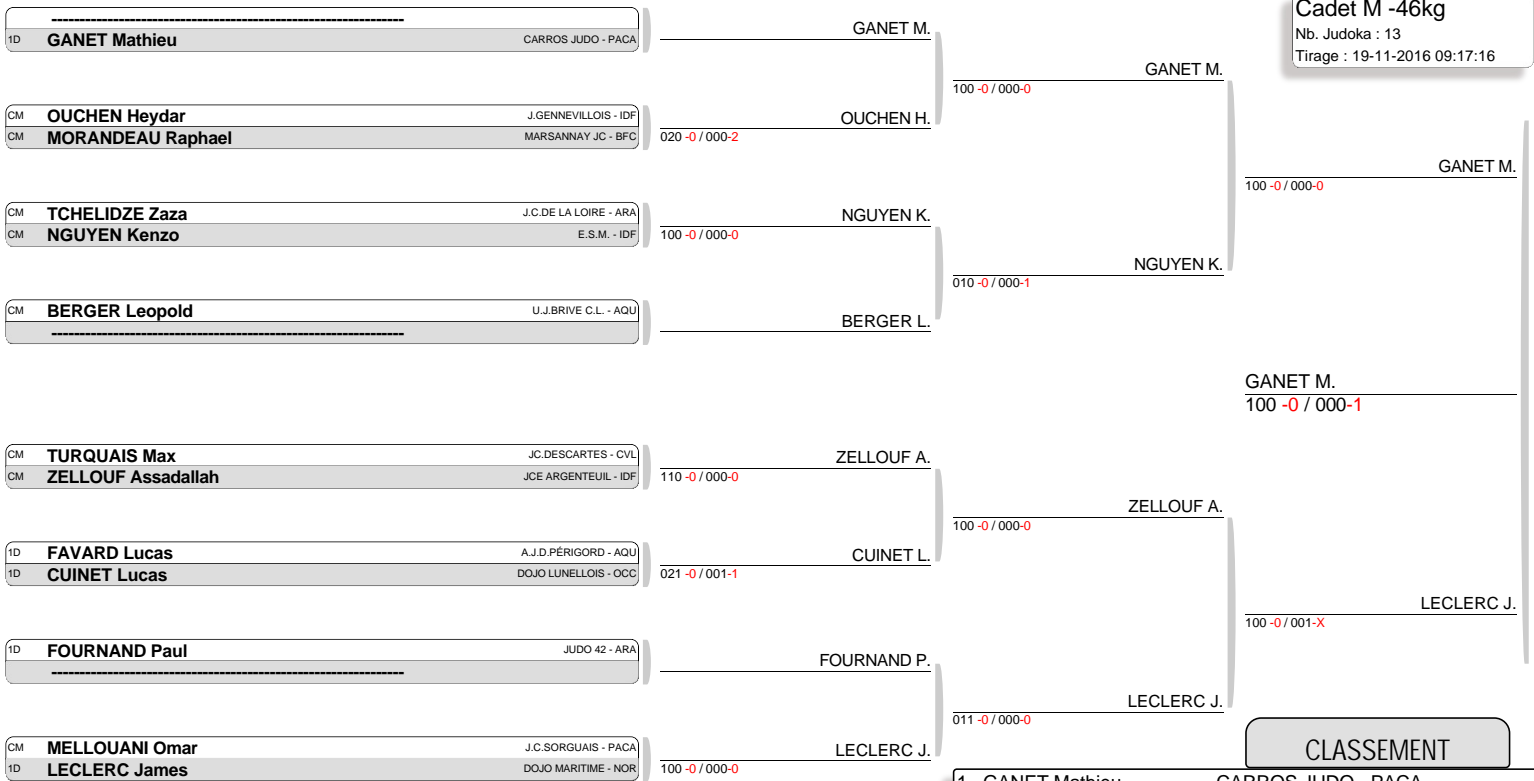 Cadet M -46kg
Nb. Judoka : 13
Tirage : 19-11-2016 09:17:16
----------------------------------------------------------------
1D GANET Mathieu CARROS JUDO - PACA
CM OUCHEN Heydar J.GENNEVILLOIS - IDF
CM MORANDEAU Raphael MARSANNAY JC - BFC
CM TCHELIDZE Zaza J.C.DE LA LOIRE - ARA
CM NGUYEN Kenzo E.S.M. - IDF
CM BERGER Leopold U.J.BRIVE C.L. - AQU
----------------------------------------------------------------
CM TURQUAIS Max JC.DESCARTES - CVL
CM ZELLOUF Assadallah JCE ARGENTEUIL - IDF
1D FAVARD Lucas A.J.D.PÉRIGORD - AQU
1D CUINET Lucas DOJO LUNELLOIS - OCC
1D FOURNAND Paul JUDO 42 - ARA
----------------------------------------------------------------
CM MELLOUANI Omar J.C.SORGUAIS - PACA
1D LECLERC James DOJO MARITIME - NOR
GANET M.
OUCHEN H.
020 -0 / 000-2
NGUYEN K.
100 -0 / 000-0
BERGER L.
ZELLOUF A.
110 -0 / 000-0
CUINET L.
021 -0 / 001-1
FOURNAND P.
LECLERC J.
100 -0 / 000-0
GANET M.
100 -0 / 000-0
NGUYEN K.
010 -0 / 000-1
ZELLOUF A.
100 -0 / 000-0
LECLERC J.
011 -0 / 000-0
GANET M.
100 -0 / 000-0
GANET M.
100 -0 / 000-1
LECLERC J.
100 -0 / 001-X
CLASSEMENT
1 GANET Mathieu CARROS JUDO - PACA